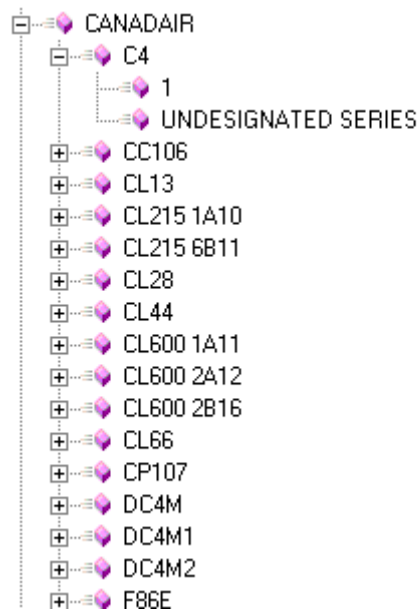 CANADAIR
C4
1
UNDESIGNATED SERIES
CC106
CL13
CL215 1A10
CL215 6B11
CL28
CL44
CL600 1A11
CL600 2A12
CL600 2B16
CL66
CP107
DC4M
DC4M1
DC4M2
F86E